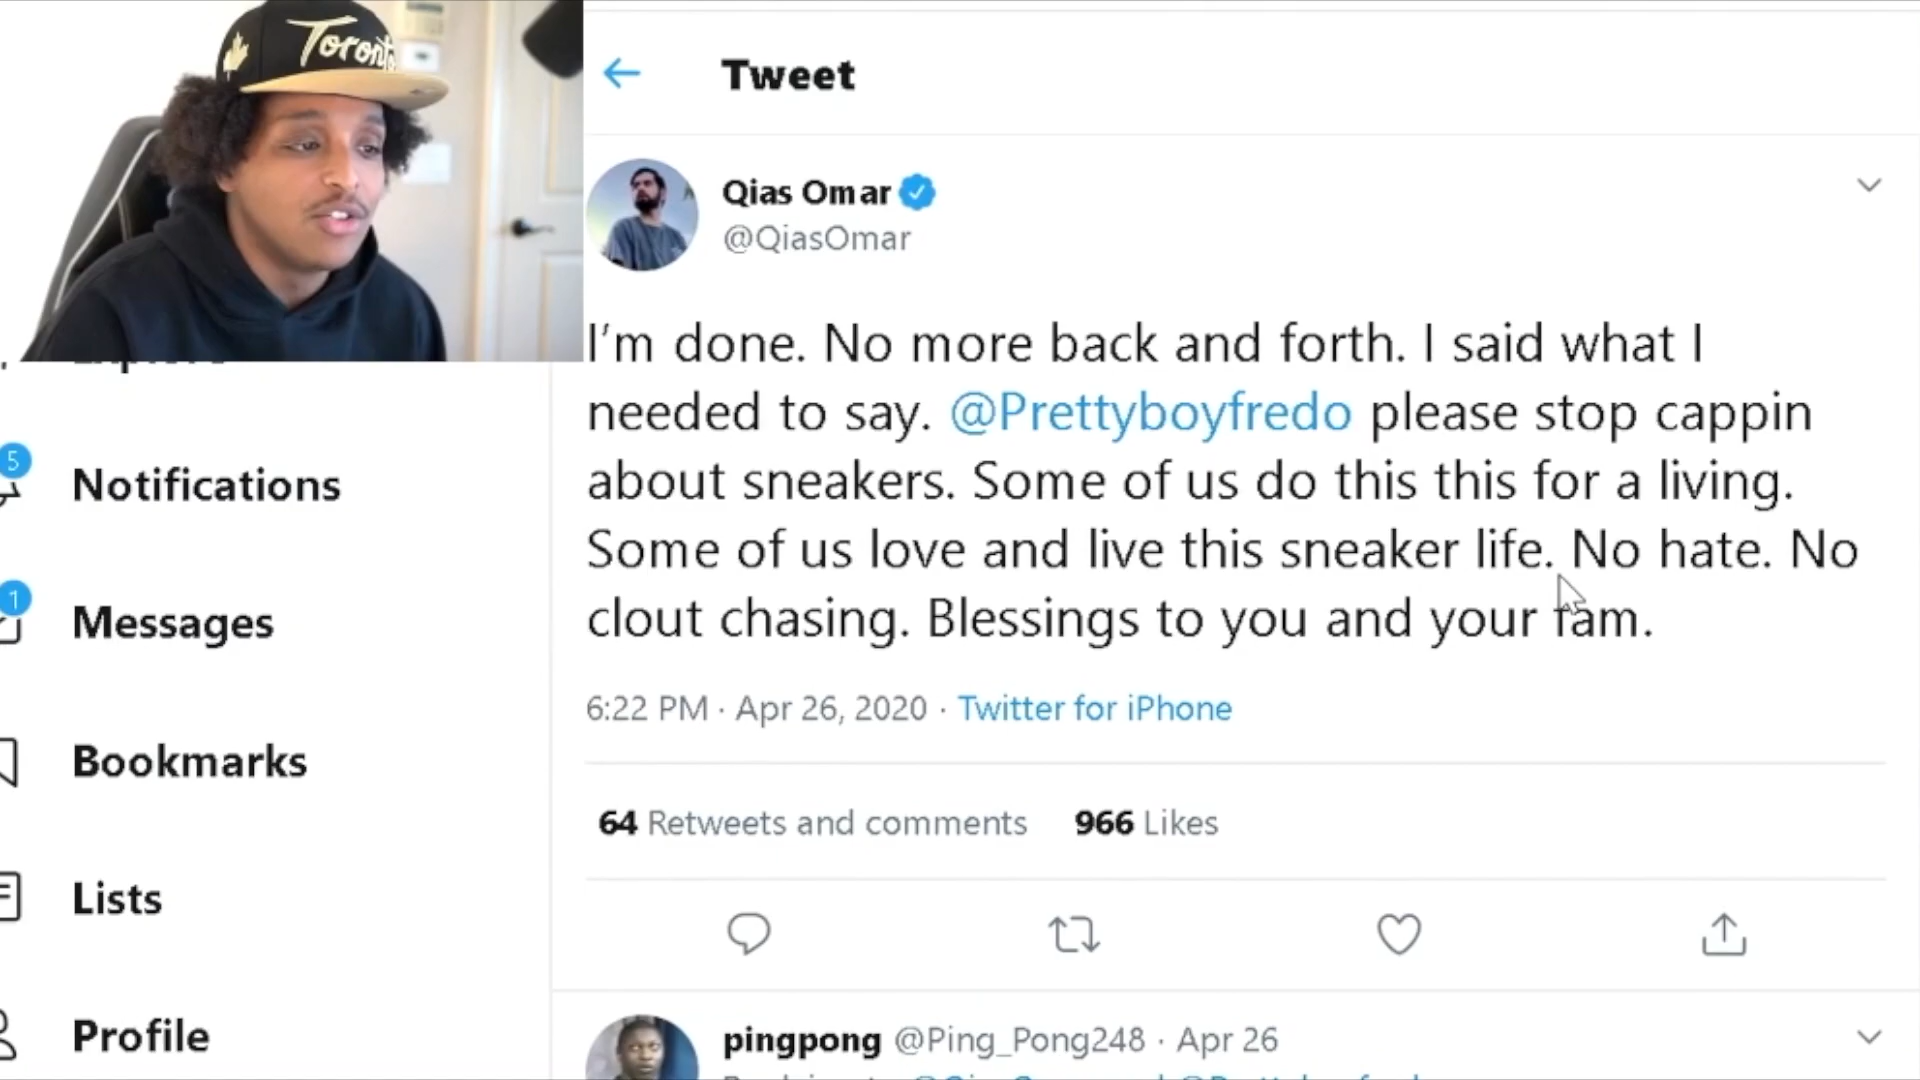 Toronto
Tweet
Qias Omar
@QiasOmar
I'm done. No more back and forth. I said what I
needed to say. @Prettyboyfredo please stop cappin
about sneakers. Some of us do this this for a living.
Some of us love and live this sneaker life. No hate. No
clout chasing. Blessings to you and your fam.
6:22 PM · Apr 26, 2020 · Twitter for iPhone
64 Retweets and comments 966 Likes
5
Notifications
1
Messages
Bookmarks
Lists
Profile
pingpong @Ping_Pong248 · Apr 26